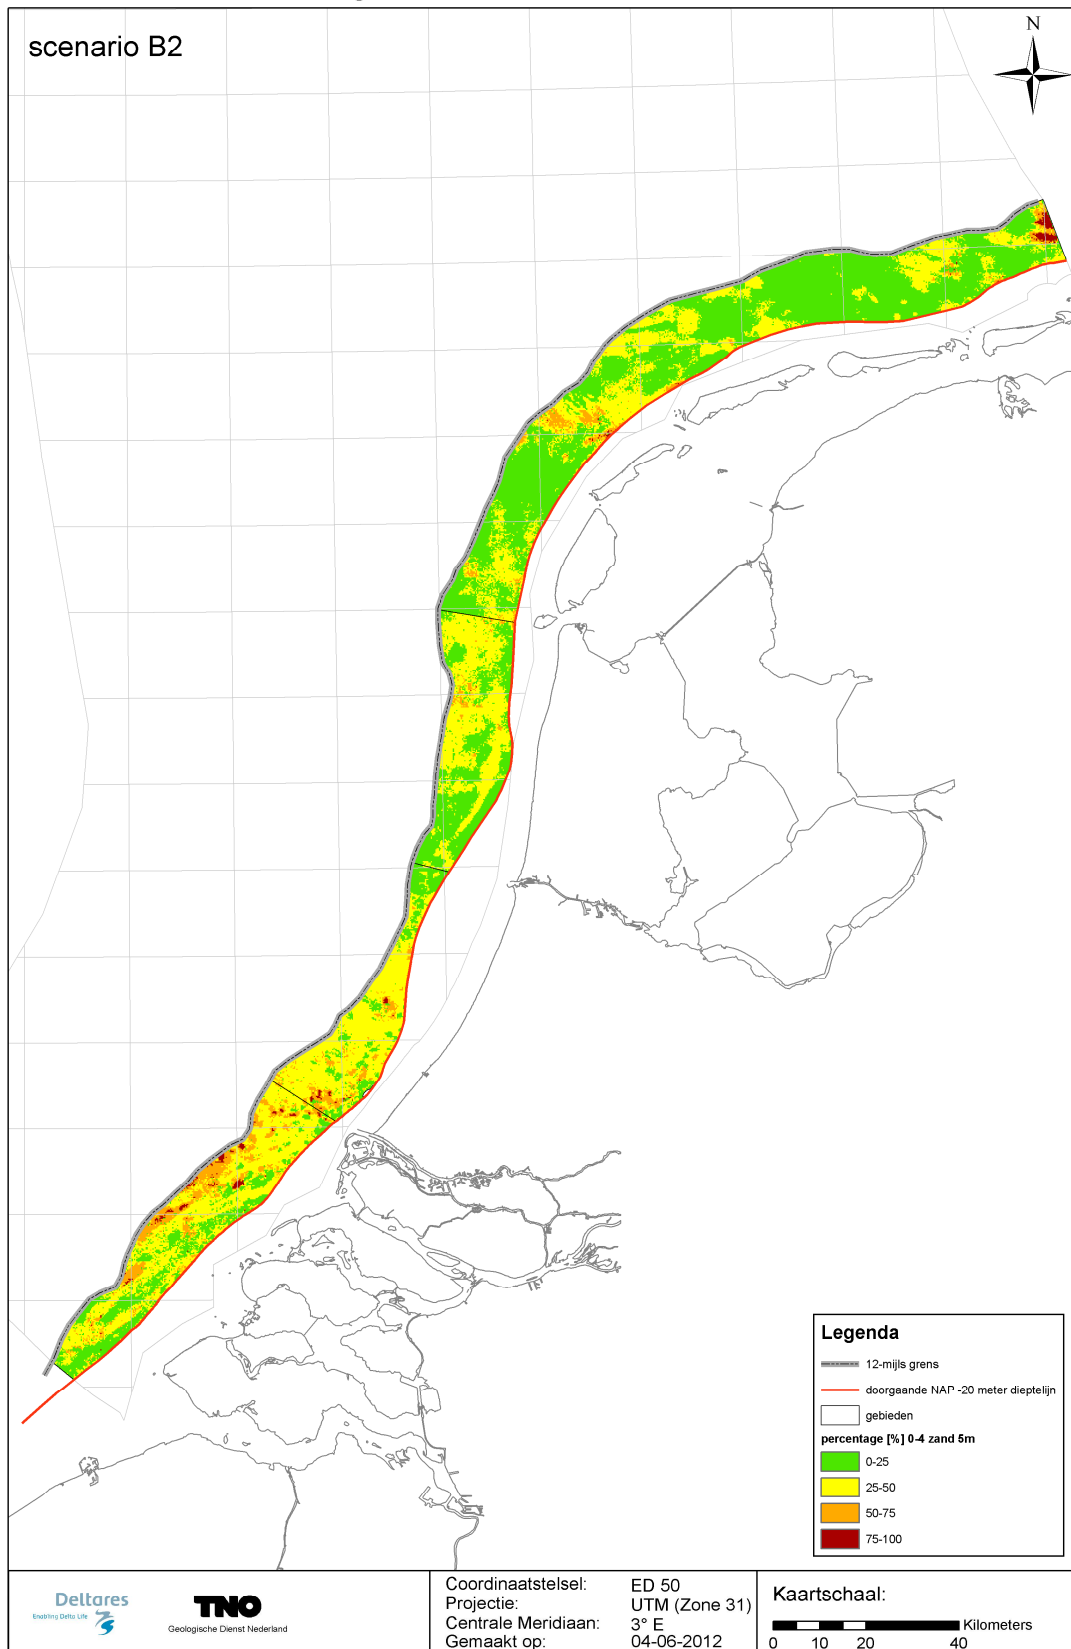 scenario B2
N
Legenda
12-mijls grens
doorgaande NAP -20 meter dieptelijn
gebieden
percentage [%] 0-4 zand 5m
0-25
25-50
50-75
75-100
Deltares
Enabling Delta Life
TNO
Geologische Dienst Nederland
Coordinaatstelsel: ED 50
Projectie: UTM (Zone 31)
Centrale Meridiaan: 3° E
Gemaakt op: 04-06-2012
Kaartschaal:
Kilometers
0 10 20 40